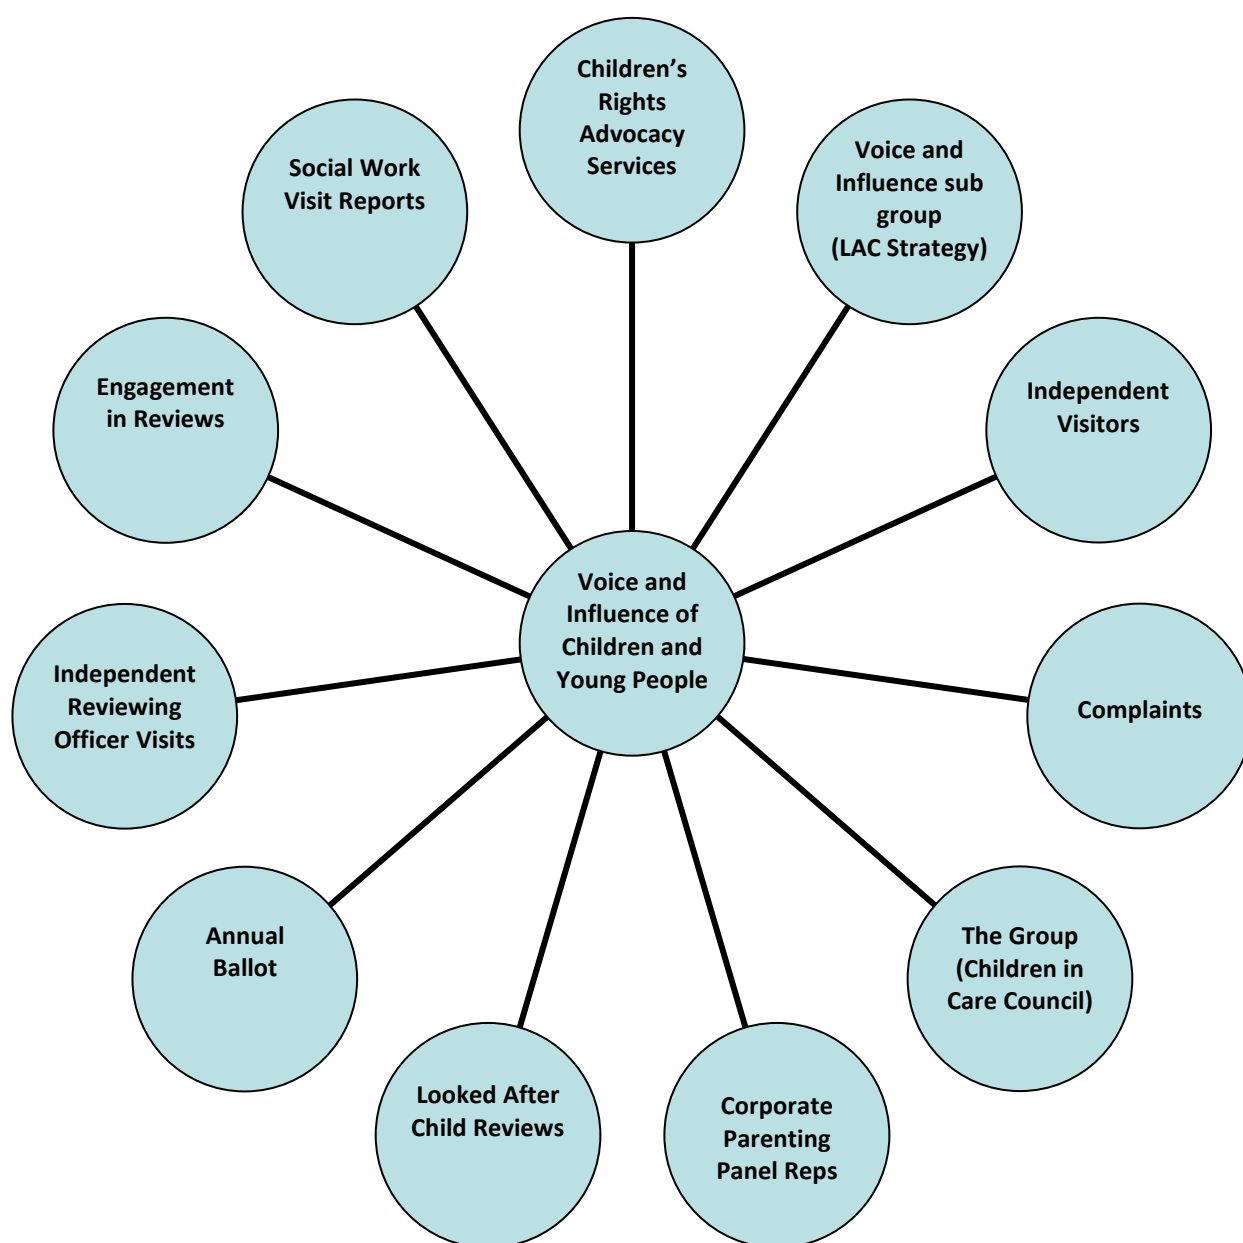 Children’s
Rights
Advocacy
Services
Voice and
Influence sub
group
(LAC Strategy)
Independent
Visitors
Complaints
The Group
(Children in
Care Council)
Corporate
Parenting
Panel Reps
Looked After
Child Reviews
Annual
Ballot
Independent
Reviewing
Officer Visits
Engagement
in Reviews
Social Work
Visit Reports
Voice and
Influence of
Children and
Young People